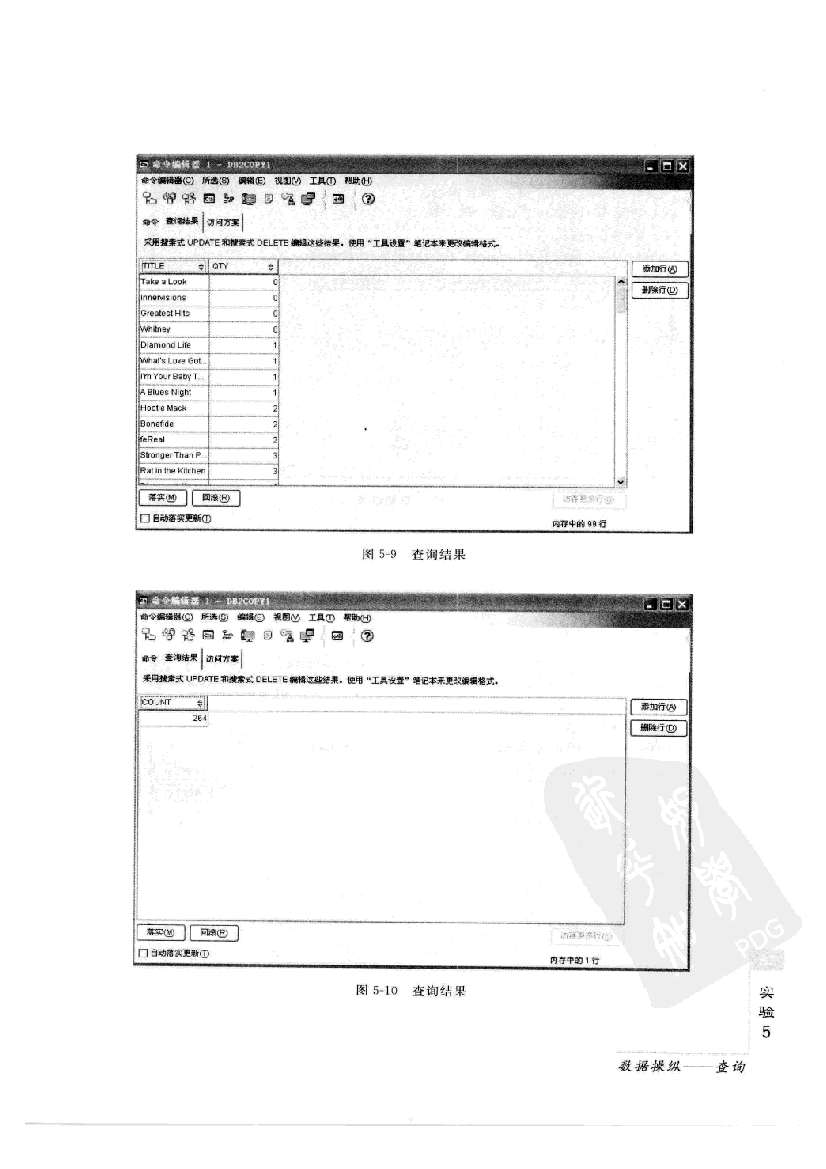 命令编辑器 1 - DB2COPY1
命令编辑器(C) 所选(S) 编辑(E) 视图(V) 工具(T) 帮助(H)
命令 查询结果 访问方案
采用搜索式 UPDATE 和搜索式 DELETE 编辑这些结果。使用“工具设置”笔记本来更改编辑格式。
TITLE QTY
添加行(A)
删除行(D)
Take a Look 0
Innervisions 0
Greatest Hits 0
Whitney 0
Diamond Life 1
What's Love Got... 1
I'm Your Baby T... 1
A Blues Night 1
Hootie Mack 2
Bonefide 2
feReal 2
Stronger Than P... 3
Rat in the Kitchen 3
落实(M) 回滚(R)
自动落实更新(T)
内存中的 99 行
图 5-9 查询结果
命令编辑器 1 - DB2COPY1
命令编辑器(C) 所选(S) 编辑(E) 视图(V) 工具(T) 帮助(H)
命令 查询结果 访问方案
采用搜索式 UPDATE 和搜索式 DELETE 编辑这些结果。使用“工具设置”笔记本来更改编辑格式。
COUNT
264
添加行(A)
删除行(D)
落实(M) 回滚(R)
自动落实更新(T)
内存中的 1 行
图 5-10 查询结果
PDG
实
验
5
数据操纵——查询